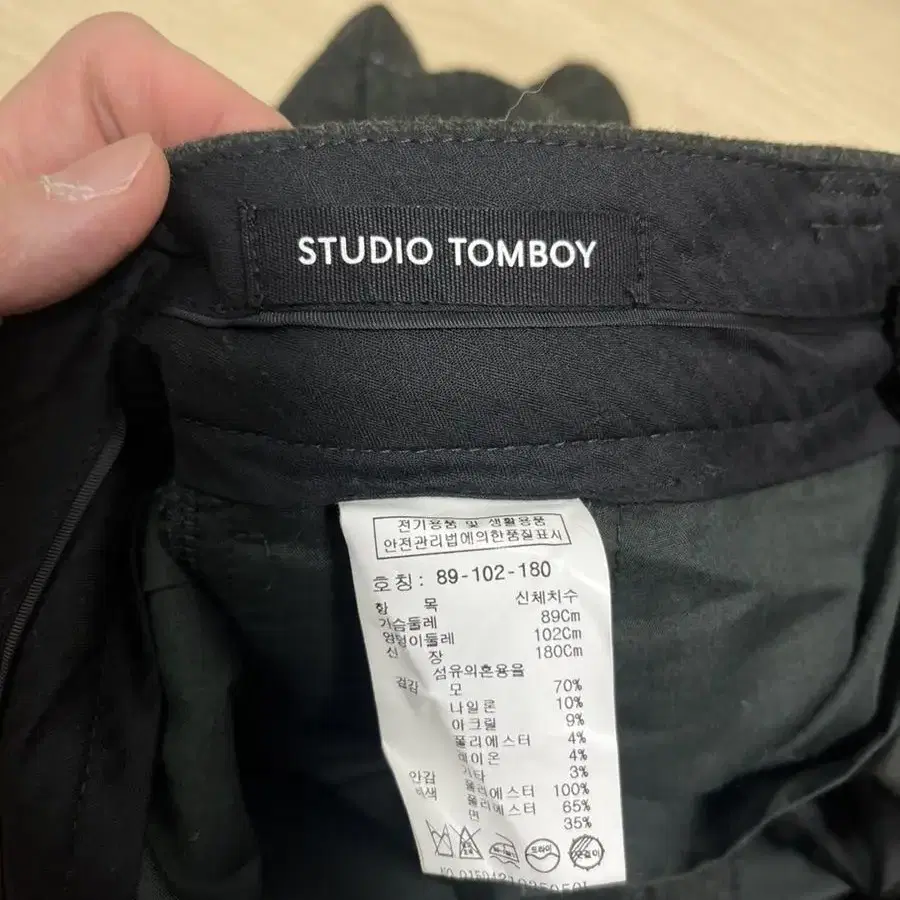 STUDIO TOMBOY
전기용품 및 생활용품
안전관리법에의한품질표시
호칭: 89-102-180
항 목 신체치수
가슴둘레 89Cm
엉덩이둘레 102Cm
신 장 180Cm
섬유의혼용율
겉감 모 70%
나일론 10%
아크릴 9%
폴리에스터 4%
레이온 4%
기타 3%
안감 폴리에스터 100%
배색 폴리에스터 65%
면 35%
드라이